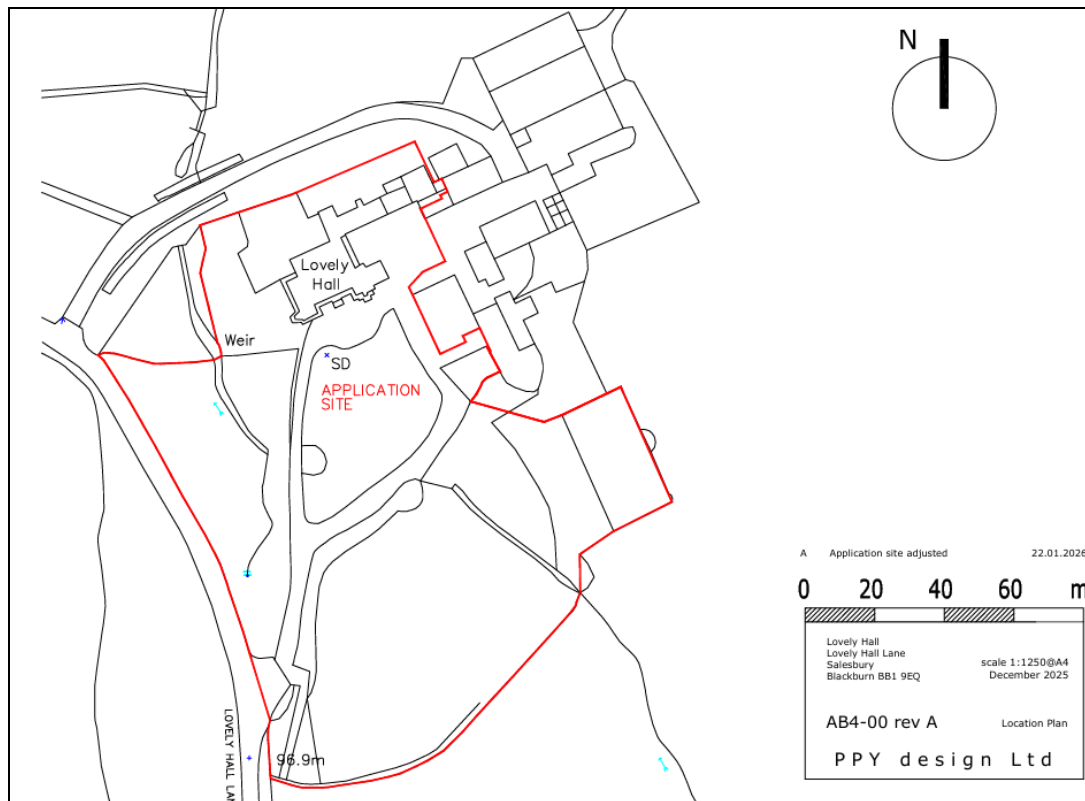 N
Lovely
Hall
Weir
SD
APPLICATION
SITE
A Application site adjusted 22.01.2026
0 20 40 60 m
Lovely Hall
Lovely Hall Lane
Salesbury
Blackburn BB1 9EQ
scale 1:1250@A4
December 2025
AB4-00 rev A Location Plan
PPY design Ltd
LOVELY HALL LAN
96.9m